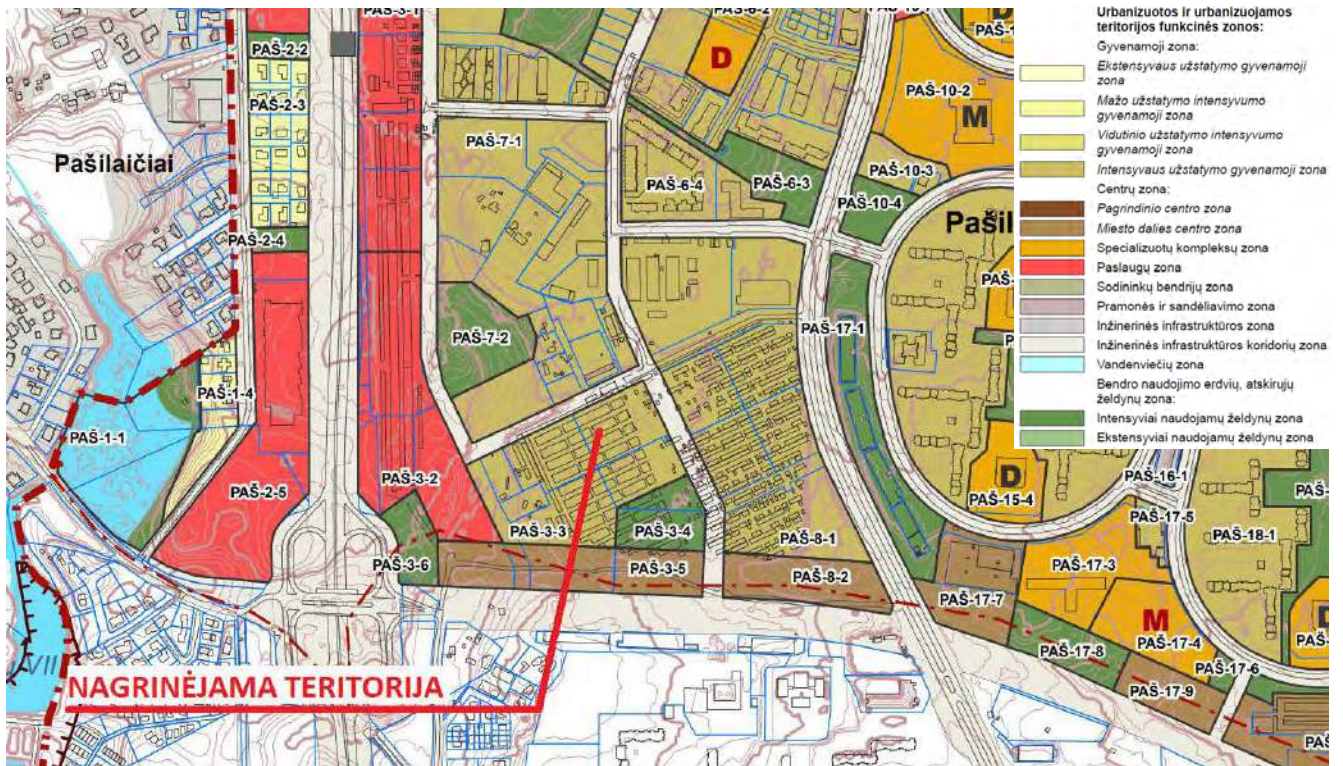 PAŠ-3-1
PAŠ-6-2
PAŠ-2-2
D
PAŠ-10-2
PAŠ-2-3
M
PAŠ-7-1
Pašilaičiai
PAŠ-6-4
PAŠ-6-3
PAŠ-10-3
PAŠ-10-4
PAŠ-2-4
PAŠ-17-1
PAŠ-7-2
PAŠ-1-4
PAŠ-1-1
PAŠ-2-5
PAŠ-3-2
D
PAŠ-15-4
PAŠ-16-1
PAŠ-17-5
PAŠ-3-3
PAŠ-3-4
PAŠ-8-1
PAŠ-18-1
PAŠ-3-6
PAŠ-3-5
PAŠ-8-2
PAŠ-17-3
PAŠ-17-7
M
PAŠ-17-4
PAŠ-17-8
PAŠ-17-6
PAŠ-17-9
NAGRINĖJAMA TERITORIJA
Urbanizuotos ir urbanizuojamos
teritorijos funkcinės zonos:
Gyvenamoji zona:
Ekstensyvaus užstatymo gyvenamoji
zona
Mažo užstatymo intensyvumo
gyvenamoji zona
Vidutinio užstatymo intensyvumo
gyvenamoji zona
Intensyvaus užstatymo gyvenamoji zona
Centrų zona:
Pagrindinio centro zona
Miesto dalies centro zona
Specializuotų kompleksų zona
Paslaugų zona
Sodininkų bendrijų zona
Pramonės ir sandėliavimo zona
Inžinerinės infrastruktūros zona
Inžinerinės infrastruktūros koridorių zona
Vandenviečių zona
Bendro naudojimo erdvių, atskirųjų
želdynų zona:
Intensyviai naudojamų želdynų zona
Ekstensyviai naudojamų želdynų zona